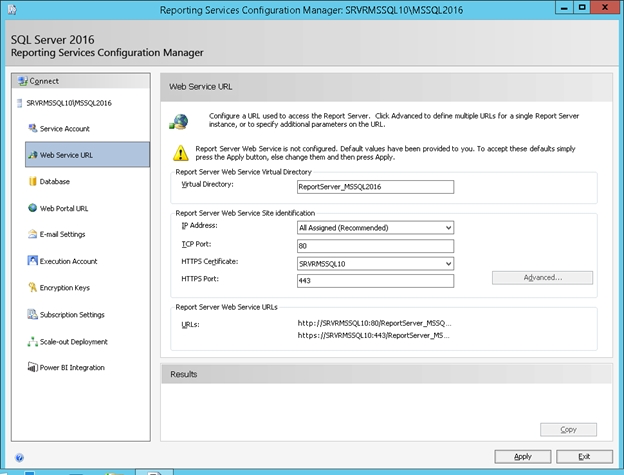 Reporting Services Configuration Manager: SRVRMSSQL10\MSSQL2016
SQL Server 2016
Reporting Services Configuration Manager
Connect
SRVRMSSQL10\MSSQL2016
Service Account
Web Service URL
Database
Web Portal URL
E-mail Settings
Execution Account
Encryption Keys
Subscription Settings
Scale-out Deployment
Power BI Integration
Web Service URL
Configure a URL used to access the Report Server. Click Advanced to define multiple URLs for a single Report Server
instance, or to specify additional parameters on the URL.
Report Server Web Service is not configured. Default values have been provided to you. To accept these defaults simply
press the Apply button, else change them and then press Apply.
Report Server Web Service Virtual Directory
Virtual Directory: ReportServer_MSSQL2016
Report Server Web Service Site identification
IP Address: All Assigned (Recommended)
TCP Port: 80
HTTPS Certificate: SRVRMSSQL10
HTTPS Port: 443
Advanced...
Report Server Web Service URLs
URLs: http://SRVRMSSQL10:80/ReportServer_MSSQ...
https://SRVRMSSQL10:443/ReportServer_MS...
Results
Copy
Apply Exit